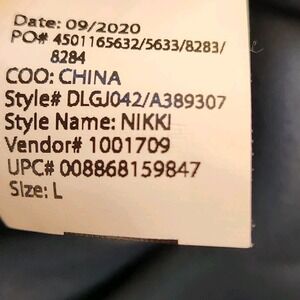 Date: 09/2020
PO# 4501165632/5633/8283/
8284
COO: CHINA
Style# DLGJ042/A389307
Style Name: NIKKI
Vendor# 1001709
UPC# 008868159847
Size: L